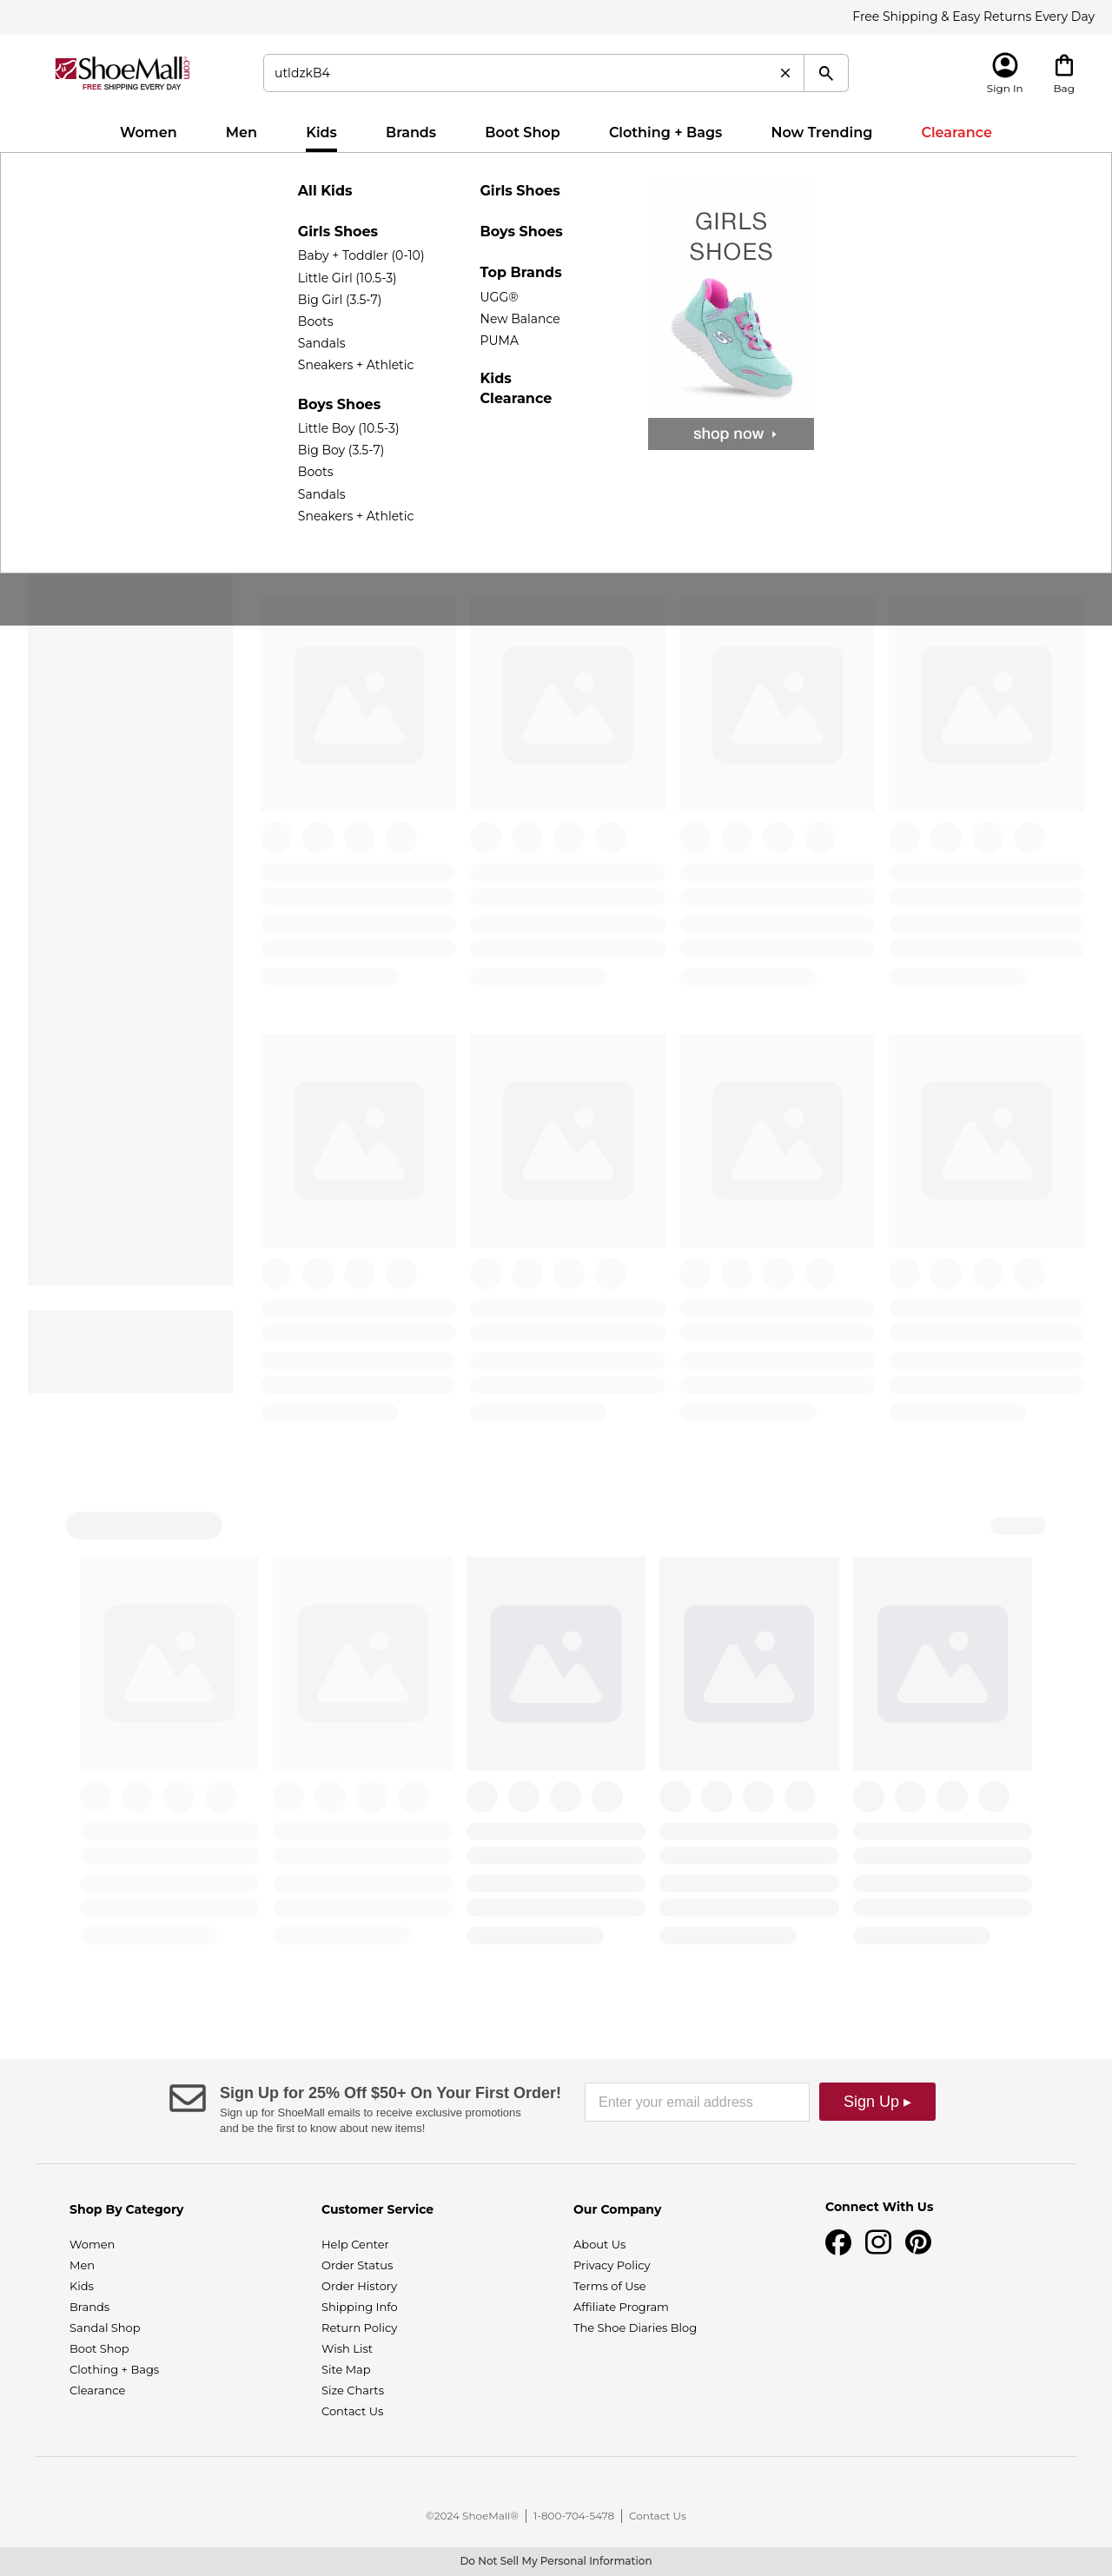 Free Shipping & Easy Returns Every Day
ShoeMall.com
FREE SHIPPING EVERY DAY
utldzkB4
Sign In
Bag
Women
Men
Kids
Brands
Boot Shop
Clothing + Bags
Now Trending
Clearance
All Kids
Girls Shoes
Baby + Toddler (0-10)
Little Girl (10.5-3)
Big Girl (3.5-7)
Boots
Sandals
Sneakers + Athletic
Boys Shoes
Little Boy (10.5-3)
Big Boy (3.5-7)
Boots
Sandals
Sneakers + Athletic
Girls Shoes
Boys Shoes
Top Brands
UGG®
New Balance
PUMA
Kids
Clearance
GIRLS
SHOES
shop now
Sign Up for 25% Off $50+ On Your First Order!
Sign up for ShoeMall emails to receive exclusive promotions
and be the first to know about new items!
Enter your email address
Sign Up ▸
Shop By Category
Women
Men
Kids
Brands
Sandal Shop
Boot Shop
Clothing + Bags
Clearance
Customer Service
Help Center
Order Status
Order History
Shipping Info
Return Policy
Wish List
Site Map
Size Charts
Contact Us
Our Company
About Us
Privacy Policy
Terms of Use
Affiliate Program
The Shoe Diaries Blog
Connect With Us
©2024 ShoeMall® | 1-800-704-5478 | Contact Us
Do Not Sell My Personal Information